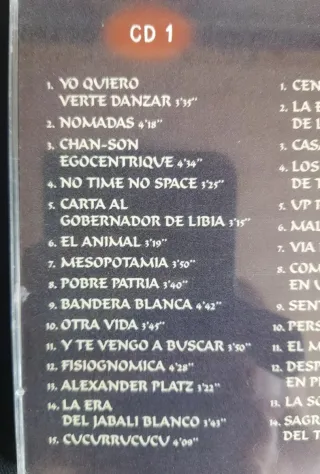 CD 1
1. YO QUIERO
VERTE DANZAR 3'35"
2. NOMADAS 4'18"
3. CHAN-SON
EGOCENTRIQUE 4'34"
4. NO TIME NO SPACE 3'25"
5. CARTA AL
GOBERNADOR DE LIBIA 3'15"
6. EL ANIMAL 3'19"
7. MESOPOTAMIA 3'50"
8. POBRE PATRIA 3'40"
9. BANDERA BLANCA 4'42"
10. OTRA VIDA 3'45"
11. Y TE VENGO A BUSCAR 3'50"
12. FISIOGNOMICA 4'28"
13. ALEXANDER PLATZ 3'22"
14. LA ERA
DEL JABALI BLANCO 3'43"
15. CUCURRUCUCU 4'09"
1. CEN
2. LA
DE
3. CASA
4. LOS
DE
5. UP
6. MAL
7. VIA
8. COM
EN
9. SENT
10. PERS
11. EL
12. DESP
EN
13. LA
14. SAGR
DEL